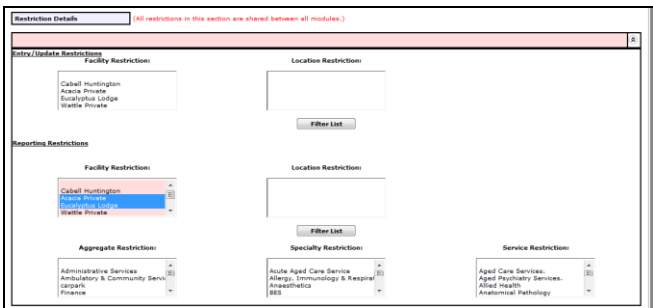 Restriction Details (All restrictions in this section are shared between all modules.)
Entry/Update Restrictions
Facility Restriction: Location Restriction:
Cabell Huntington
Acacia Private
Eucalyptus Lodge
Wattle Private
Filter List
Reporting Restrictions
Facility Restriction: Location Restriction:
Cabell Huntington
Acacia Private
Eucalyptus Lodge
Wattle Private
Filter List
Aggregate Restriction: Specialty Restriction: Service Restriction:
Administrative Services Acute Aged Care Service Aged Care Services.
Ambulatory & Community Servi Allergy, Immunology & Respirat Aged Psychiatry Services.
carpark Anaesthetics Allied Health
Finance BES Anatomical Pathology